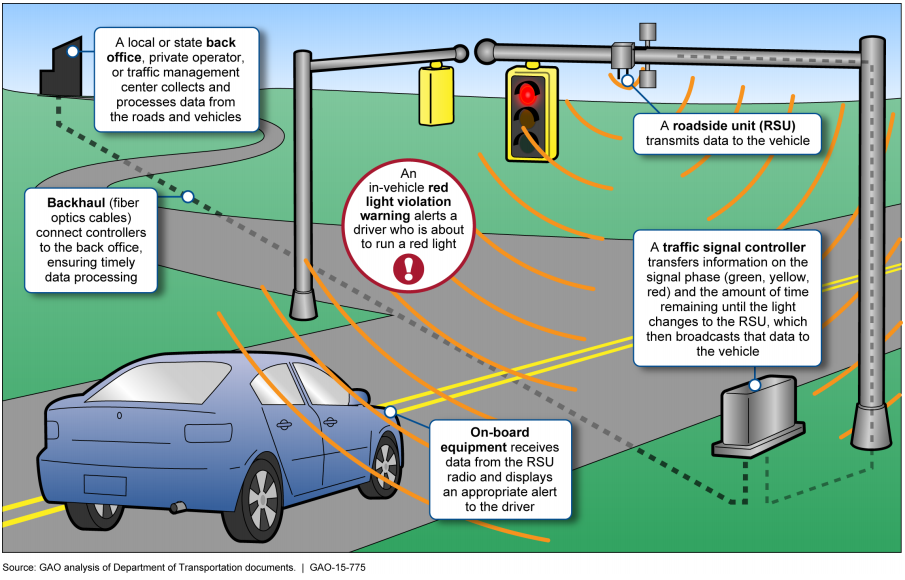 A local or state back
office, private operator,
or traffic management
center collects and
processes data from
the roads and vehicles
A roadside unit (RSU)
transmits data to the vehicle
An
in-vehicle red
light violation
warning alerts a
driver who is about
to run a red light
!
Backhaul (fiber
optics cables)
connect controllers
to the back office,
ensuring timely
data processing
A traffic signal controller
transfers information on the
signal phase (green, yellow,
red) and the amount of time
remaining until the light
changes to the RSU, which
then broadcasts that data to
the vehicle
On-board
equipment receives
data from the RSU
radio and displays
an appropriate alert
to the driver
Source: GAO analysis of Department of Transportation documents. | GAO-15-775